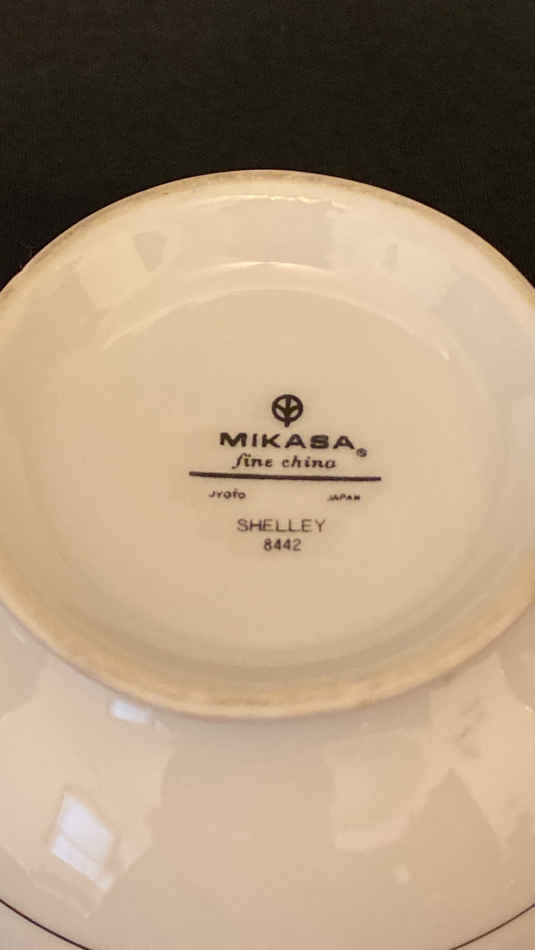 MIKASA®
fine china
JYOTO JAPAN
SHELLEY
8442